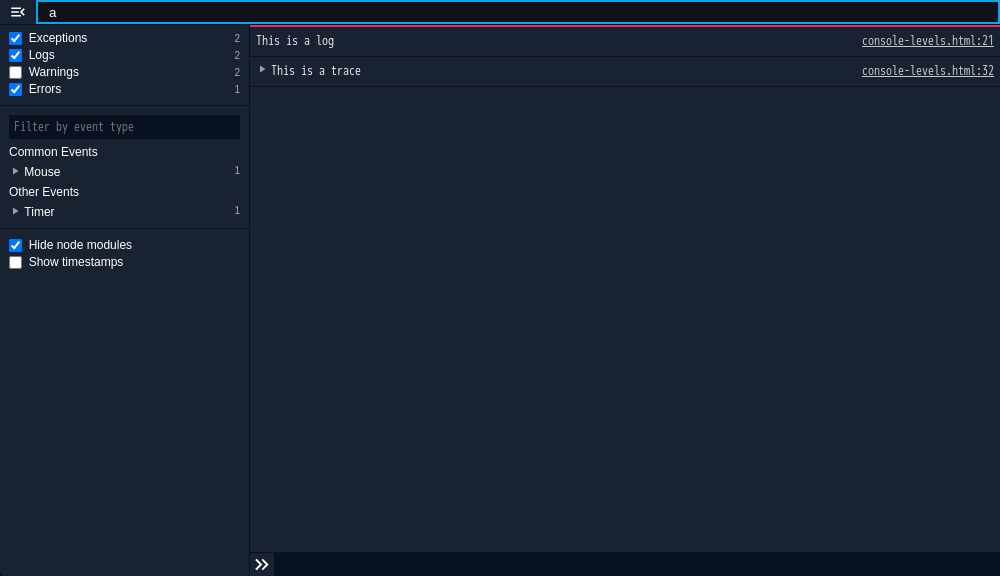 a
Exceptions 2
Logs 2
Warnings 2
Errors 1
Filter by event type
Common Events
Mouse 1
Other Events
Timer 1
Hide node modules
Show timestamps
This is a log console-levels.html:21
This is a trace console-levels.html:32